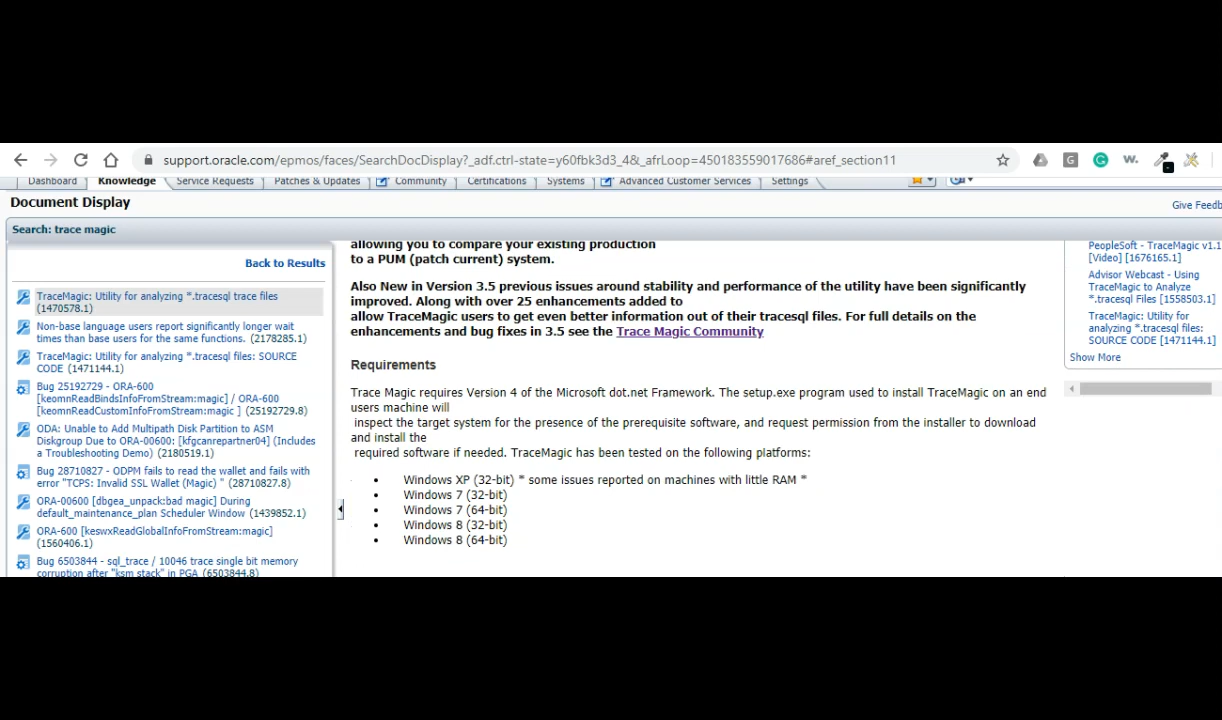 support.oracle.com/epmos/faces/SearchDocDisplay?_adf.ctrl-state=y60fbk3d3_4&_afrLoop=450183559017686#aref_section11
Dashboard Knowledge Service Requests Patches & Updates Community Certifications Systems Advanced Customer Services Settings
Document Display
Give Feedb
Search: trace magic
Back to Results
TraceMagic: Utility for analyzing *.tracesql trace files
(1470578.1)
Non-base language users report significantly longer wait
times than base users for the same functions. (2178285.1)
TraceMagic: Utility for analyzing *.tracesql files: SOURCE
CODE (1471144.1)
Bug 25192729 - ORA-600
[keomnReadBindsInfoFromStream:magic] / ORA-600
[keomnReadCustomInfoFromStream:magic ] (25192729.8)
ODA: Unable to Add Multipath Disk Partition to ASM
Diskgroup Due to ORA-00600: [kfgcanrepartner04] (Includes
a Troubleshooting Demo) (2180519.1)
Bug 28710827 - ODPM fails to read the wallet and fails with
error "TCPS: Invalid SSL Wallet (Magic) " (28710827.8)
ORA-00600 [dbgea_unpack:bad magic] During
default_maintenance_plan Scheduler Window (1439852.1)
ORA-600 [keswxReadGlobalInfoFromStream:magic]
(1560406.1)
Bug 6503844 - sql_trace / 10046 trace single bit memory
corruption after "ksm stack" in PGA (6503844.8)
allowing you to compare your existing production
to a PUM (patch current) system.
Also New in Version 3.5 previous issues around stability and performance of the utility have been significantly
improved. Along with over 25 enhancements added to
allow TraceMagic users to get even better information out of their tracesql files. For full details on the
enhancements and bug fixes in 3.5 see the Trace Magic Community
Requirements
Trace Magic requires Version 4 of the Microsoft dot.net Framework. The setup.exe program used to install TraceMagic on an end
users machine will
inspect the target system for the presence of the prerequisite software, and request permission from the installer to download
and install the
required software if needed. TraceMagic has been tested on the following platforms:
• Windows XP (32-bit) * some issues reported on machines with little RAM *
• Windows 7 (32-bit)
• Windows 7 (64-bit)
• Windows 8 (32-bit)
• Windows 8 (64-bit)
PeopleSoft - TraceMagic v1.1
[Video] [1676165.1]
Advisor Webcast - Using
TraceMagic to Analyze
*.tracesql Files [1558503.1]
TraceMagic: Utility for
analyzing *.tracesql files:
SOURCE CODE [1471144.1]
Show More